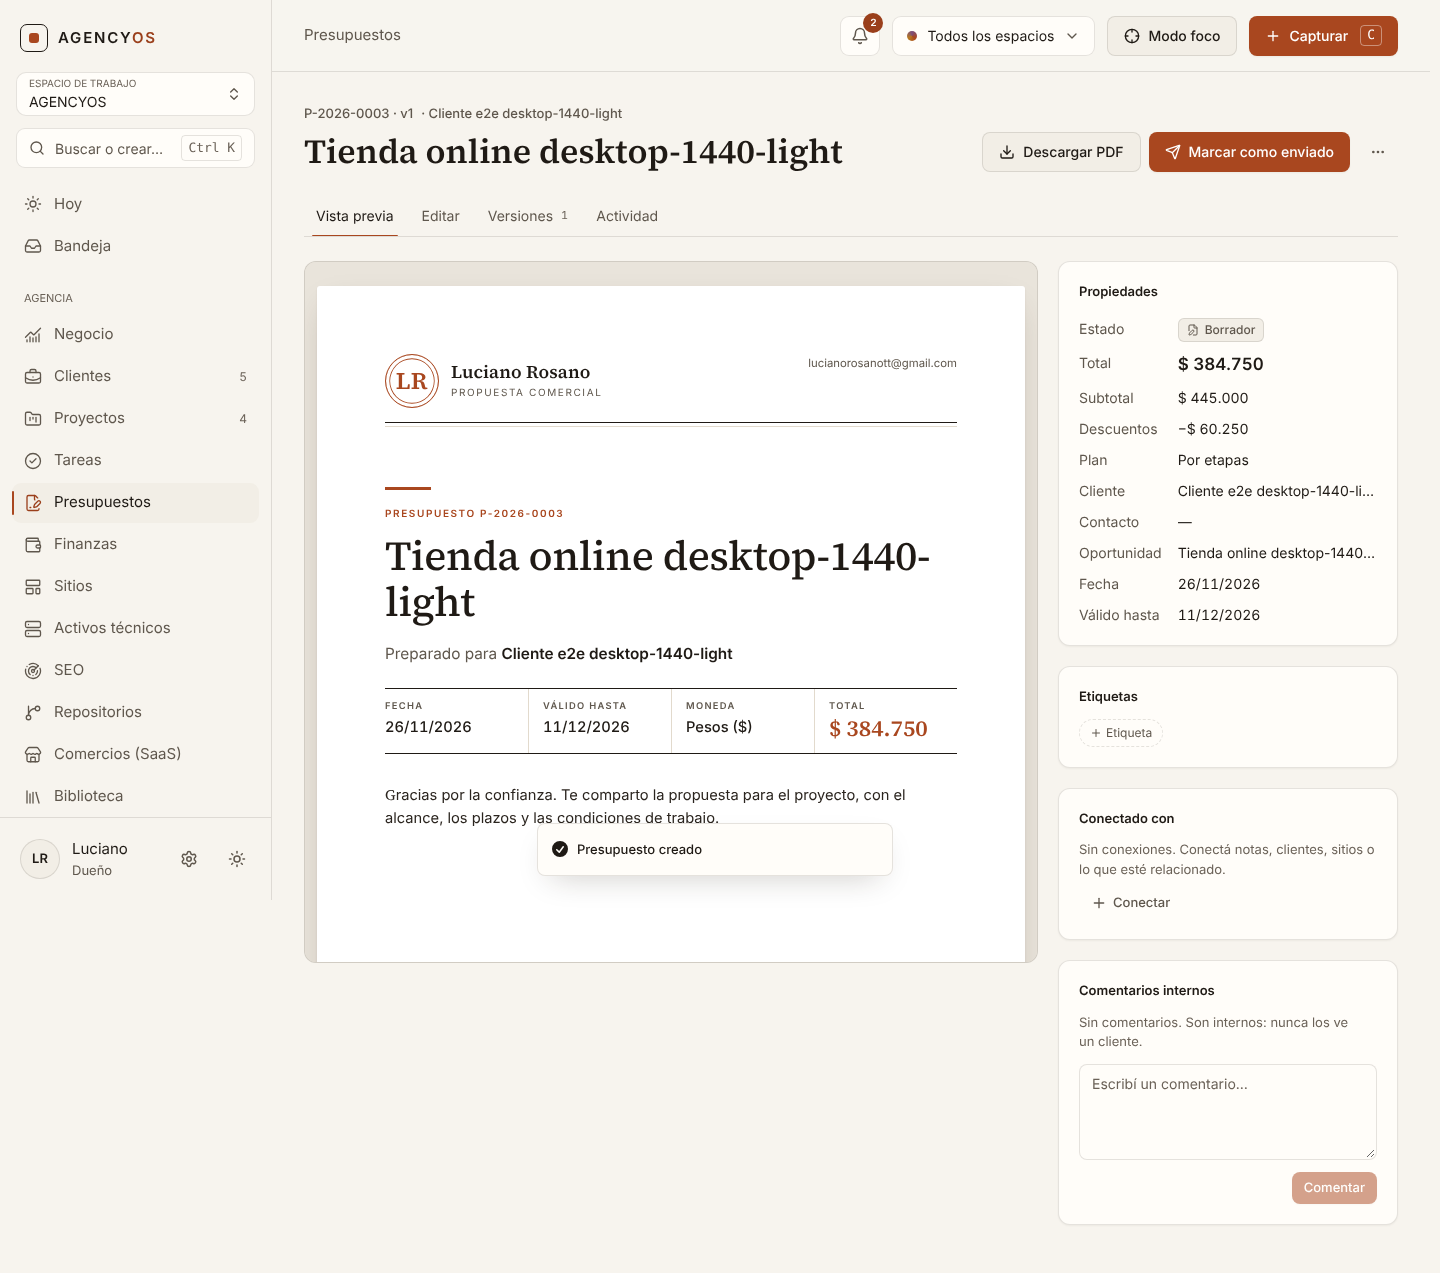 AGENCYOS
ESPACIO DE TRABAJO
AGENCYOS
Buscar o crear... Ctrl K
Hoy
Bandeja
AGENCIA
Negocio
Clientes 5
Proyectos 4
Tareas
Presupuestos
Finanzas
Sitios
Activos técnicos
SEO
Repositorios
Comercios (SaaS)
Biblioteca
LR
Luciano
Dueño
Presupuestos
2
Todos los espacios
Modo foco
Capturar C
P-2026-0003 · v1 · Cliente e2e desktop-1440-light
Tienda online desktop-1440-light
Descargar PDF
Marcar como enviado
Vista previa
Editar
Versiones 1
Actividad
LR
Luciano Rosano
PROPUESTA COMERCIAL
lucianorosanott@gmail.com
PRESUPUESTO P-2026-0003
Tienda online desktop-1440-
light
Preparado para Cliente e2e desktop-1440-light
FECHA
26/11/2026
VÁLIDO HASTA
11/12/2026
MONEDA
Pesos ($)
TOTAL
$ 384.750
Gracias por la confianza. Te comparto la propuesta para el proyecto, con el
alcance, los plazos y las condiciones de trabajo.
Presupuesto creado
Propiedades
Estado Borrador
Total $ 384.750
Subtotal $ 445.000
Descuentos −$ 60.250
Plan Por etapas
Cliente Cliente e2e desktop-1440-li...
Contacto —
Oportunidad Tienda online desktop-1440...
Fecha 26/11/2026
Válido hasta 11/12/2026
Etiquetas
+ Etiqueta
Conectado con
Sin conexiones. Conectá notas, clientes, sitios o
lo que esté relacionado.
+ Conectar
Comentarios internos
Sin comentarios. Son internos: nunca los ve
un cliente.
Escribí un comentario...
Comentar